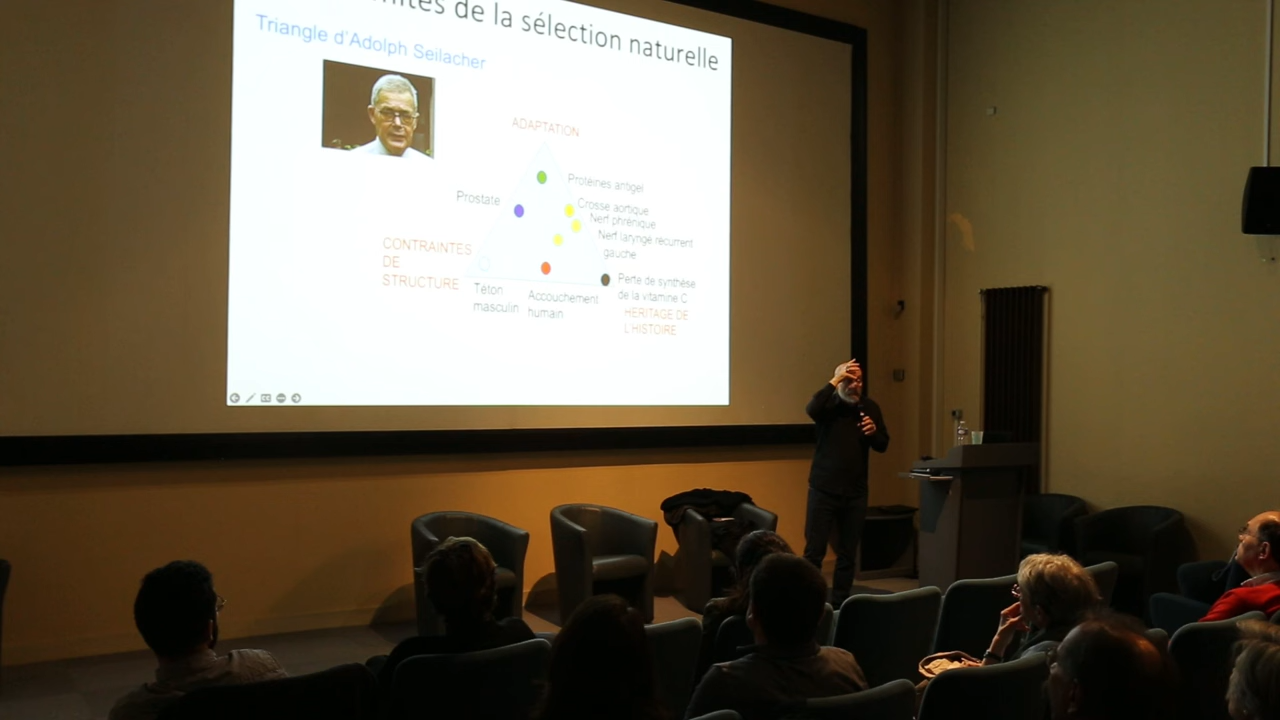 de la sélection naturelle
Triangle d'Adolph Seilacher
ADAPTATION
Protéines antigel
Prostate
Crosse aortique
Nerf phrénique
Nerf laryngé récurrent
gauche
CONTRAINTES
DE
STRUCTURE
Perte de synthèse
de la vitamine C
Téton
masculin
Accouchement
humain
HERITAGE DE
L'HISTOIRE